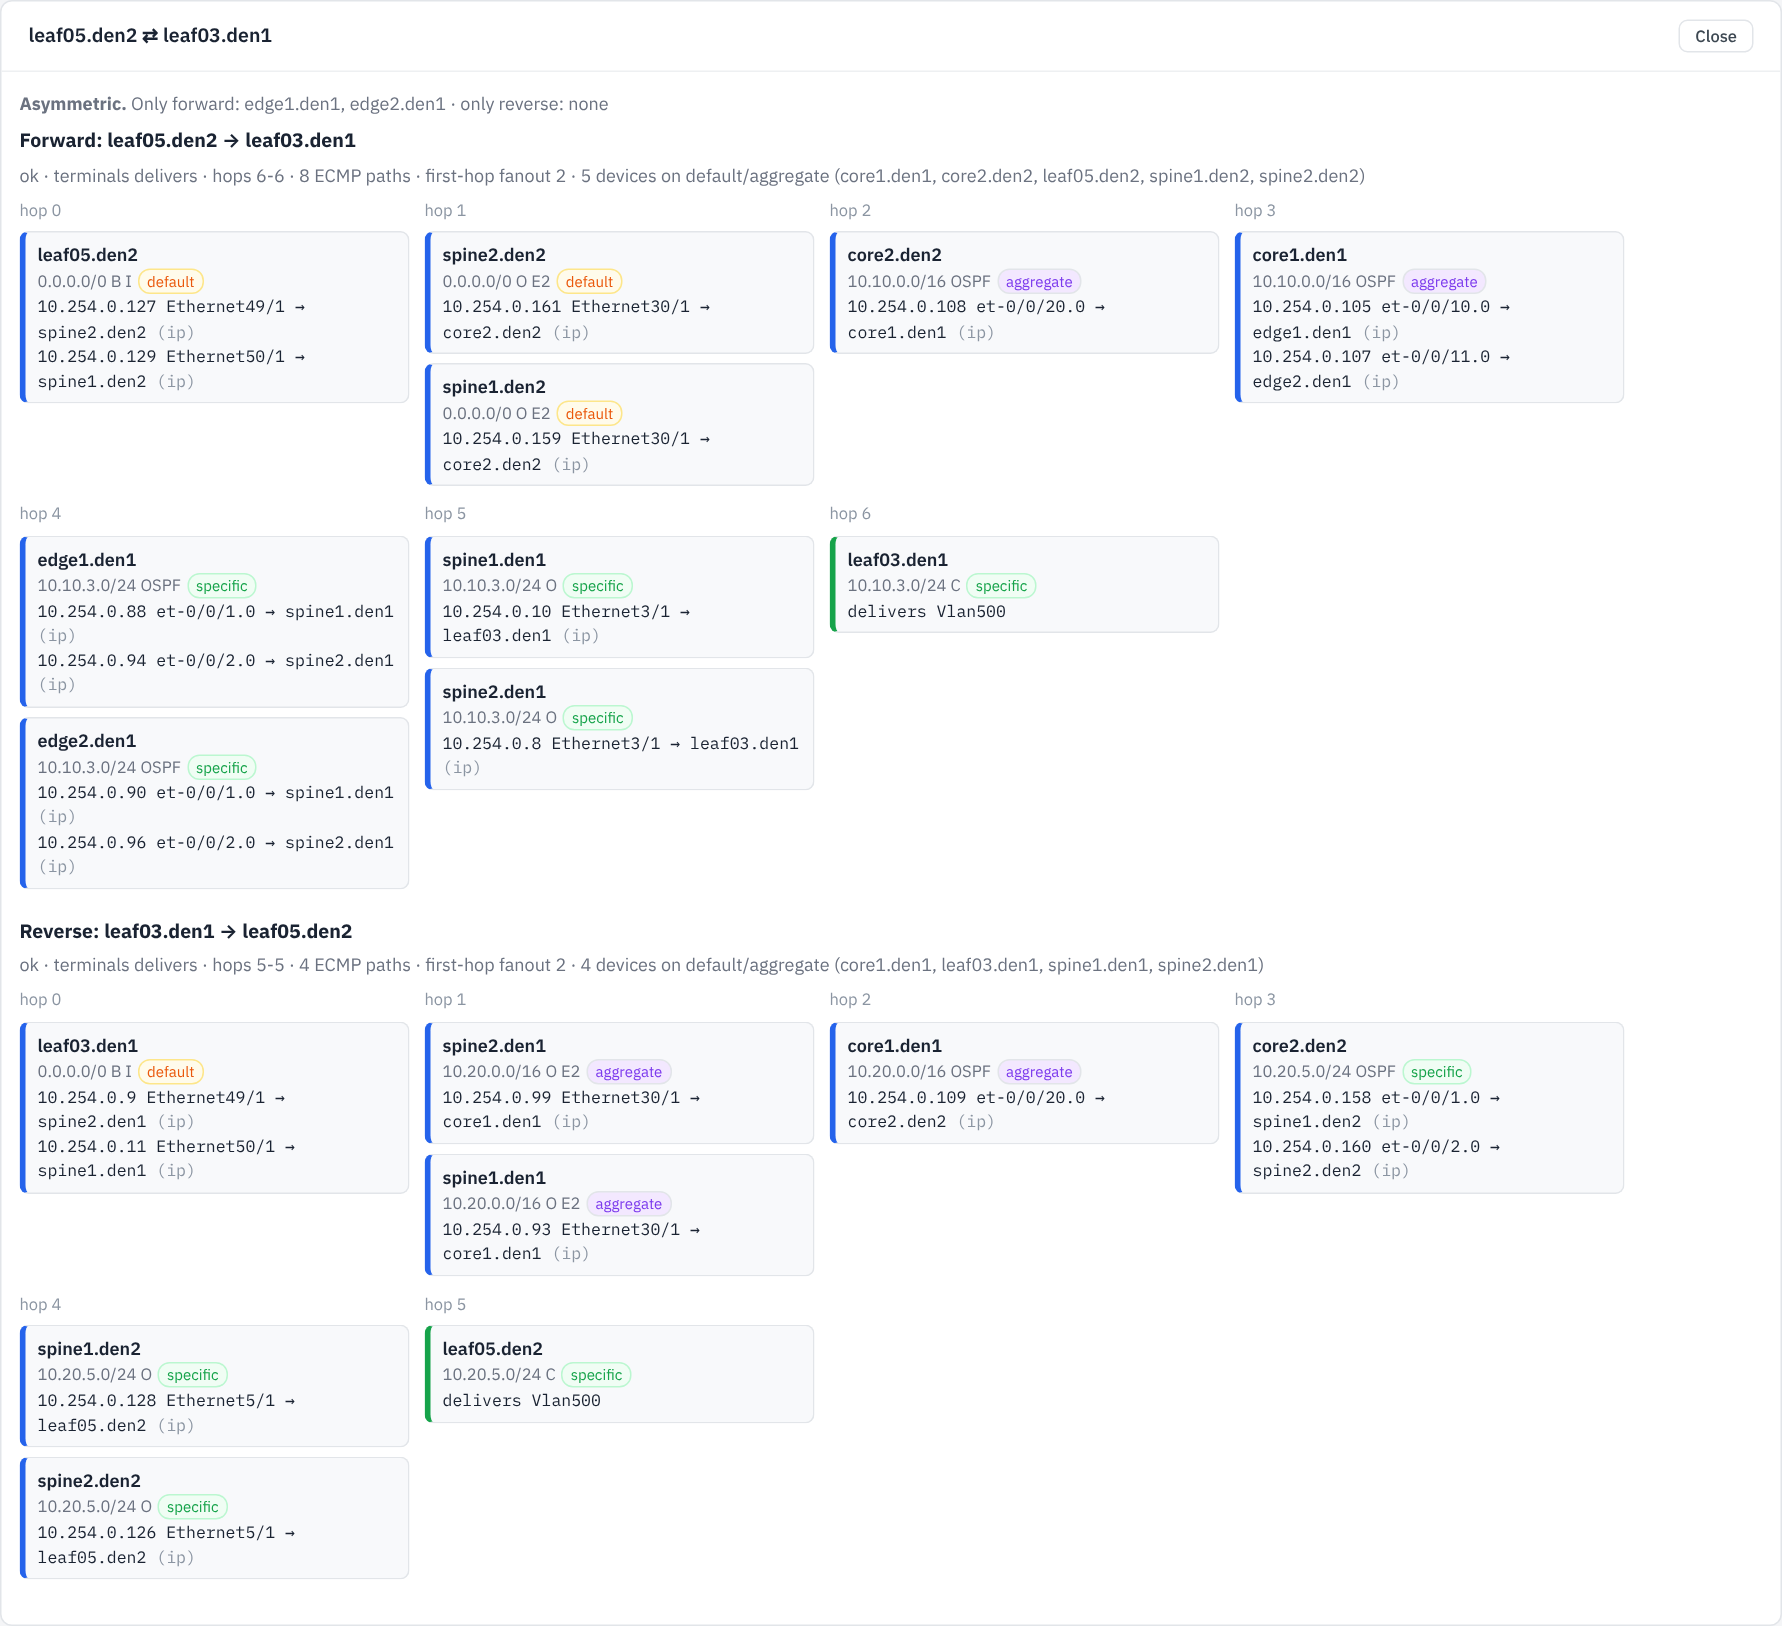 leaf05.den2 ⇄ leaf03.den1
Close
Asymmetric. Only forward: edge1.den1, edge2.den1 · only reverse: none
Forward: leaf05.den2 → leaf03.den1
ok · terminals delivers · hops 6-6 · 8 ECMP paths · first-hop fanout 2 · 5 devices on default/aggregate (core1.den1, core2.den2, leaf05.den2, spine1.den2, spine2.den2)
hop 0
leaf05.den2
0.0.0.0/0 B I default
10.254.0.127 Ethernet49/1 →
spine2.den2 (ip)
10.254.0.129 Ethernet50/1 →
spine1.den2 (ip)
hop 1
spine2.den2
0.0.0.0/0 O E2 default
10.254.0.161 Ethernet30/1 →
core2.den2 (ip)
spine1.den2
0.0.0.0/0 O E2 default
10.254.0.159 Ethernet30/1 →
core2.den2 (ip)
hop 2
core2.den2
10.10.0.0/16 OSPF aggregate
10.254.0.108 et-0/0/20.0 →
core1.den1 (ip)
hop 3
core1.den1
10.10.0.0/16 OSPF aggregate
10.254.0.105 et-0/0/10.0 →
edge1.den1 (ip)
10.254.0.107 et-0/0/11.0 →
edge2.den1 (ip)
hop 4
edge1.den1
10.10.3.0/24 OSPF specific
10.254.0.88 et-0/0/1.0 → spine1.den1
(ip)
10.254.0.94 et-0/0/2.0 → spine2.den1
(ip)
edge2.den1
10.10.3.0/24 OSPF specific
10.254.0.90 et-0/0/1.0 → spine1.den1
(ip)
10.254.0.96 et-0/0/2.0 → spine2.den1
(ip)
hop 5
spine1.den1
10.10.3.0/24 O specific
10.254.0.10 Ethernet3/1 →
leaf03.den1 (ip)
spine2.den1
10.10.3.0/24 O specific
10.254.0.8 Ethernet3/1 → leaf03.den1
(ip)
hop 6
leaf03.den1
10.10.3.0/24 C specific
delivers Vlan500
Reverse: leaf03.den1 → leaf05.den2
ok · terminals delivers · hops 5-5 · 4 ECMP paths · first-hop fanout 2 · 4 devices on default/aggregate (core1.den1, leaf03.den1, spine1.den1, spine2.den1)
hop 0
leaf03.den1
0.0.0.0/0 B I default
10.254.0.9 Ethernet49/1 →
spine2.den1 (ip)
10.254.0.11 Ethernet50/1 →
spine1.den1 (ip)
hop 1
spine2.den1
10.20.0.0/16 O E2 aggregate
10.254.0.99 Ethernet30/1 →
core1.den1 (ip)
spine1.den1
10.20.0.0/16 O E2 aggregate
10.254.0.93 Ethernet30/1 →
core1.den1 (ip)
hop 2
core1.den1
10.20.0.0/16 OSPF aggregate
10.254.0.109 et-0/0/20.0 →
core2.den2 (ip)
hop 3
core2.den2
10.20.5.0/24 OSPF specific
10.254.0.158 et-0/0/1.0 →
spine1.den2 (ip)
10.254.0.160 et-0/0/2.0 →
spine2.den2 (ip)
hop 4
spine1.den2
10.20.5.0/24 O specific
10.254.0.128 Ethernet5/1 →
leaf05.den2 (ip)
spine2.den2
10.20.5.0/24 O specific
10.254.0.126 Ethernet5/1 →
leaf05.den2 (ip)
hop 5
leaf05.den2
10.20.5.0/24 C specific
delivers Vlan500